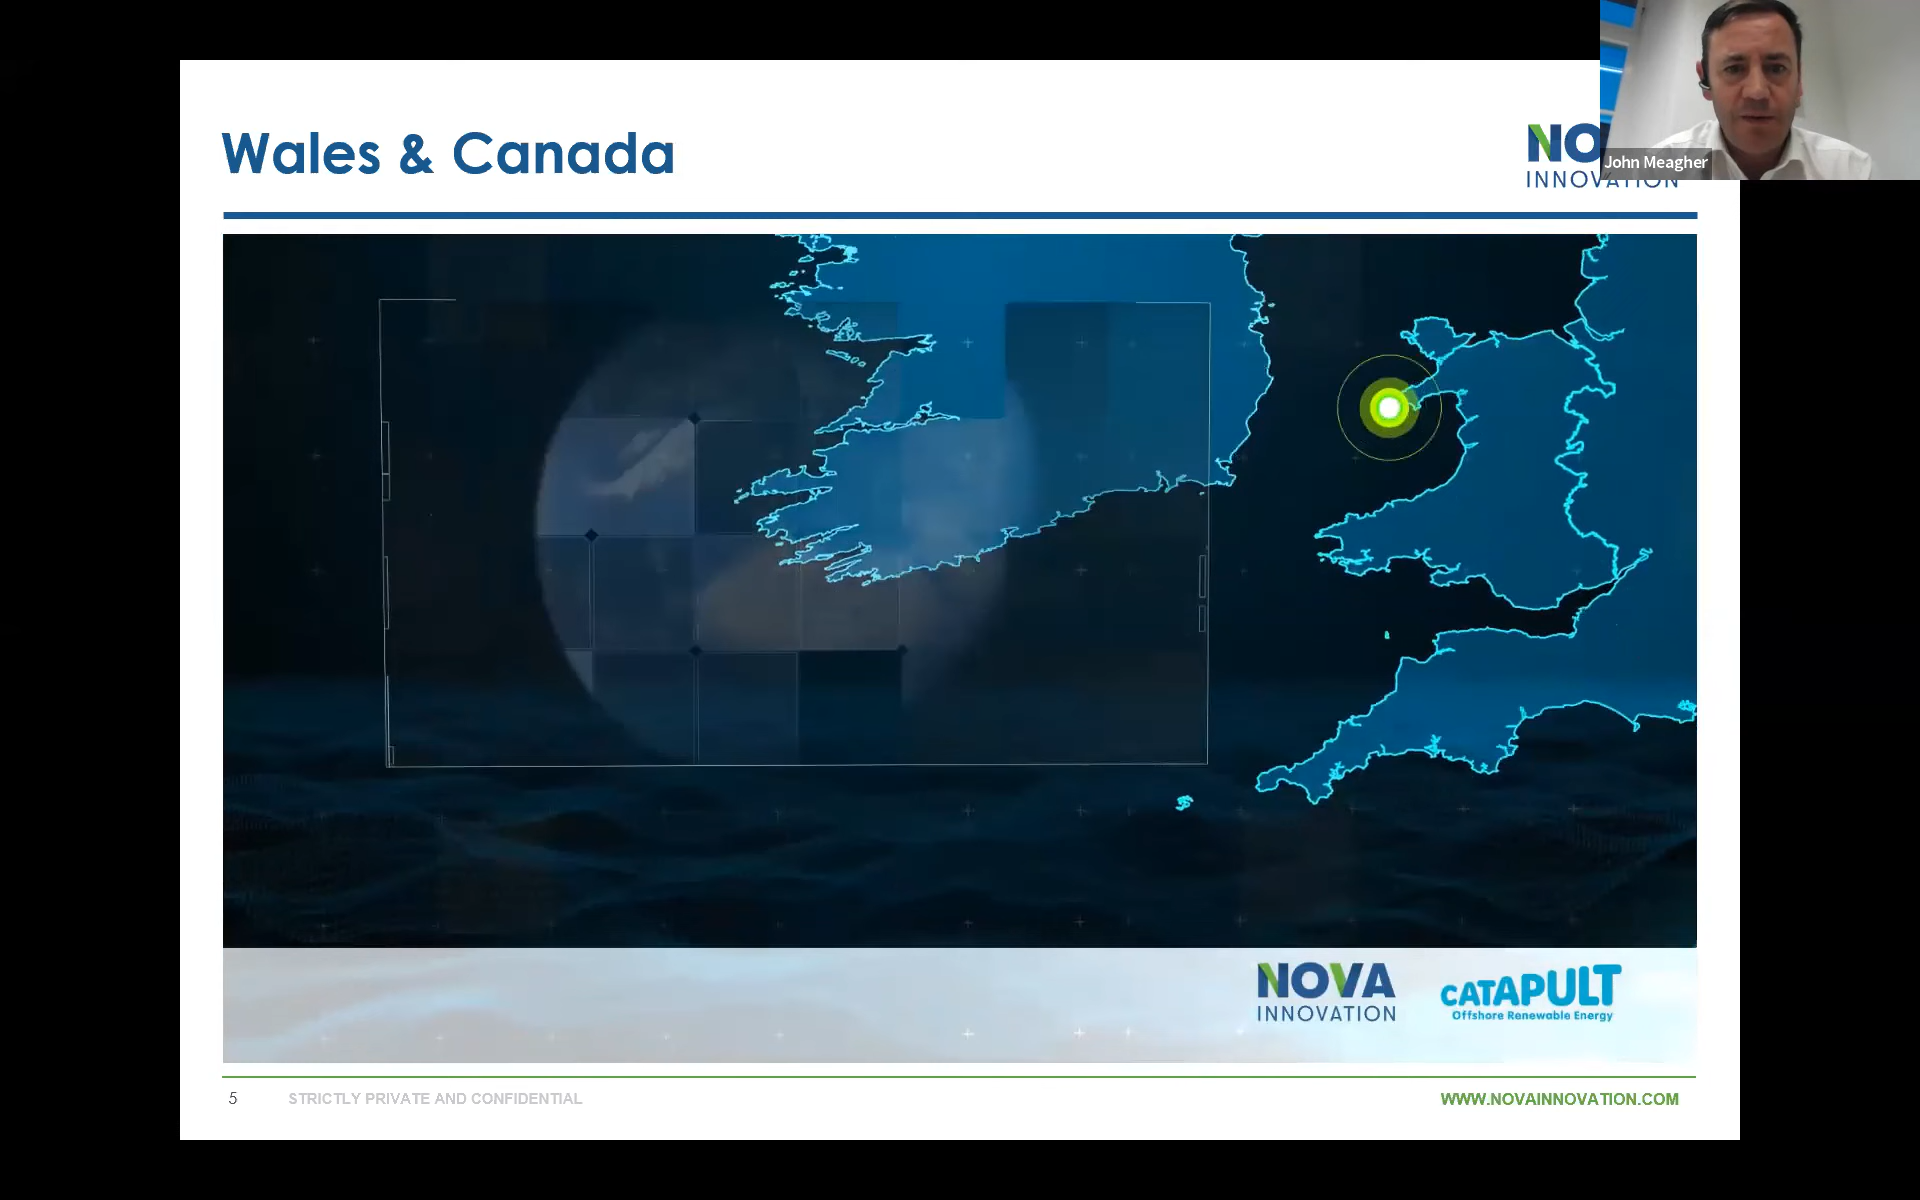 Wales & Canada
NO
INNOVATION
John Meagher
NOVA
INNOVATION
CATAPULT
Offshore Renewable Energy
5
STRICTLY PRIVATE AND CONFIDENTIAL
WWW.NOVAINNOVATION.COM